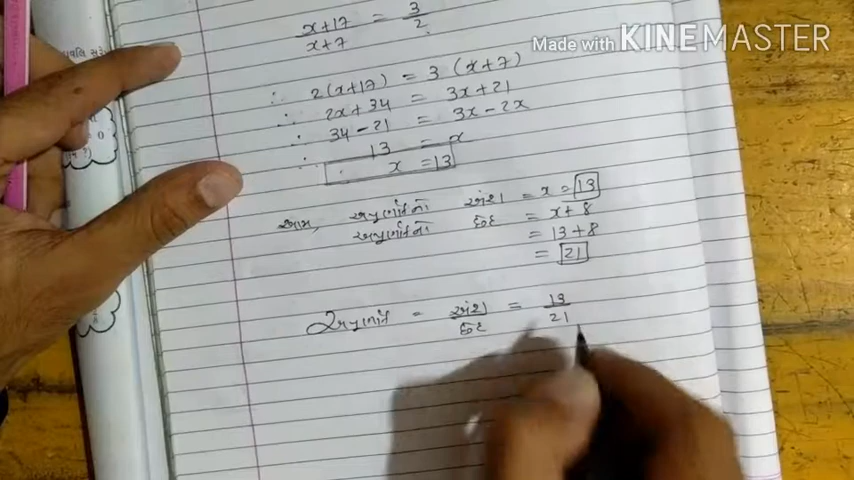 Made with KINEMASTER
x+17 / x+7 = 3 / 2
∴ 2(x+17) = 3(x+7)
∴ 2x+34 = 3x+21
∴ 34-21 = 3x-2x
∴ 13 = x
∴ x = 13
આમ, અપૂર્ણાંકનો અંશ = x = 13
અપૂર્ણાંકનો છેદ = x+8
= 13+8
= 21
અપૂર્ણાંક = અંશ / છેદ = 13 / 21